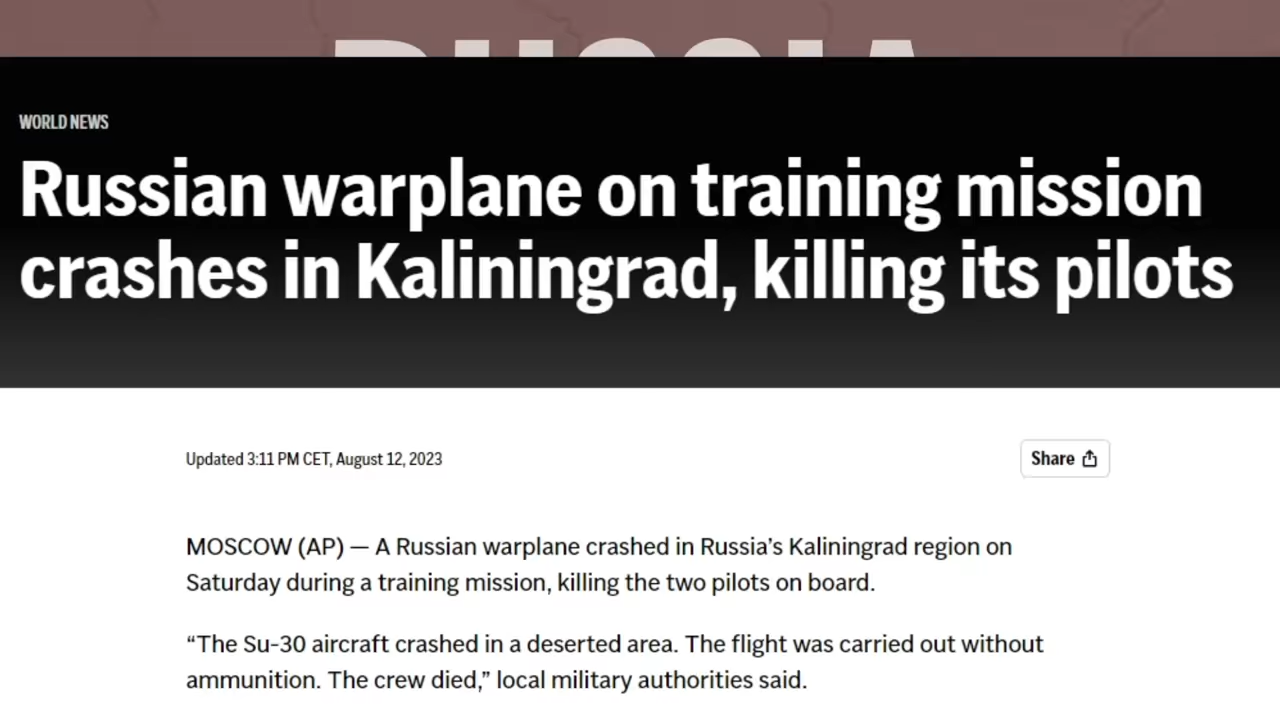 RUSSIA
WORLD NEWS
Russian warplane on training mission
crashes in Kaliningrad, killing its pilots
Updated 3:11 PM CET, August 12, 2023
Share
MOSCOW (AP) — A Russian warplane crashed in Russia’s Kaliningrad region on
Saturday during a training mission, killing the two pilots on board.
“The Su-30 aircraft crashed in a deserted area. The flight was carried out without
ammunition. The crew died,” local military authorities said.